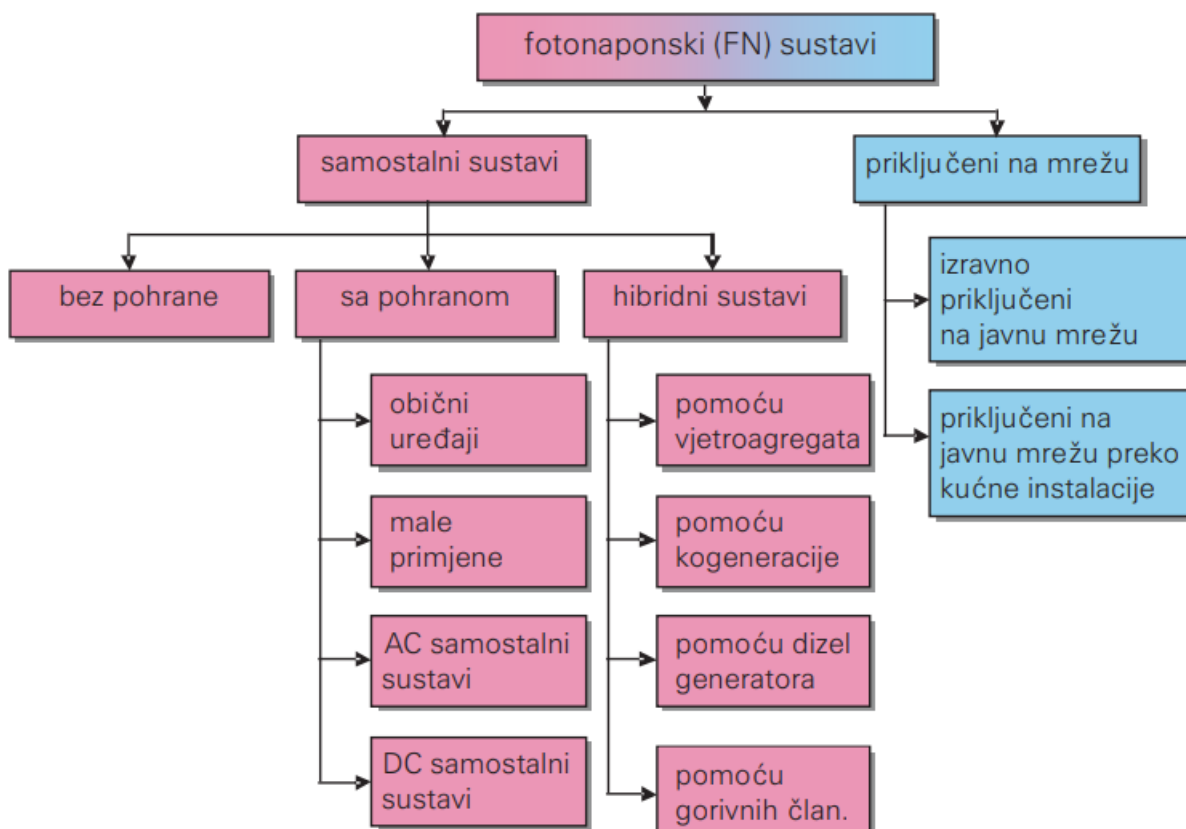 fotonaponski (FN) sustavi
samostalni sustavi
priključeni na mrežu
bez pohrane
sa pohranom
hibridni sustavi
izravno
priključeni
na javnu mrežu
obični
uređaji
pomoću
vjetroagregata
priključeni na
javnu mrežu preko
kućne instalacije
male
primjene
pomoću
kogeneracije
AC samostalni
sustavi
pomoću dizel
generatora
DC samostalni
sustavi
pomoću
gorivnih član.